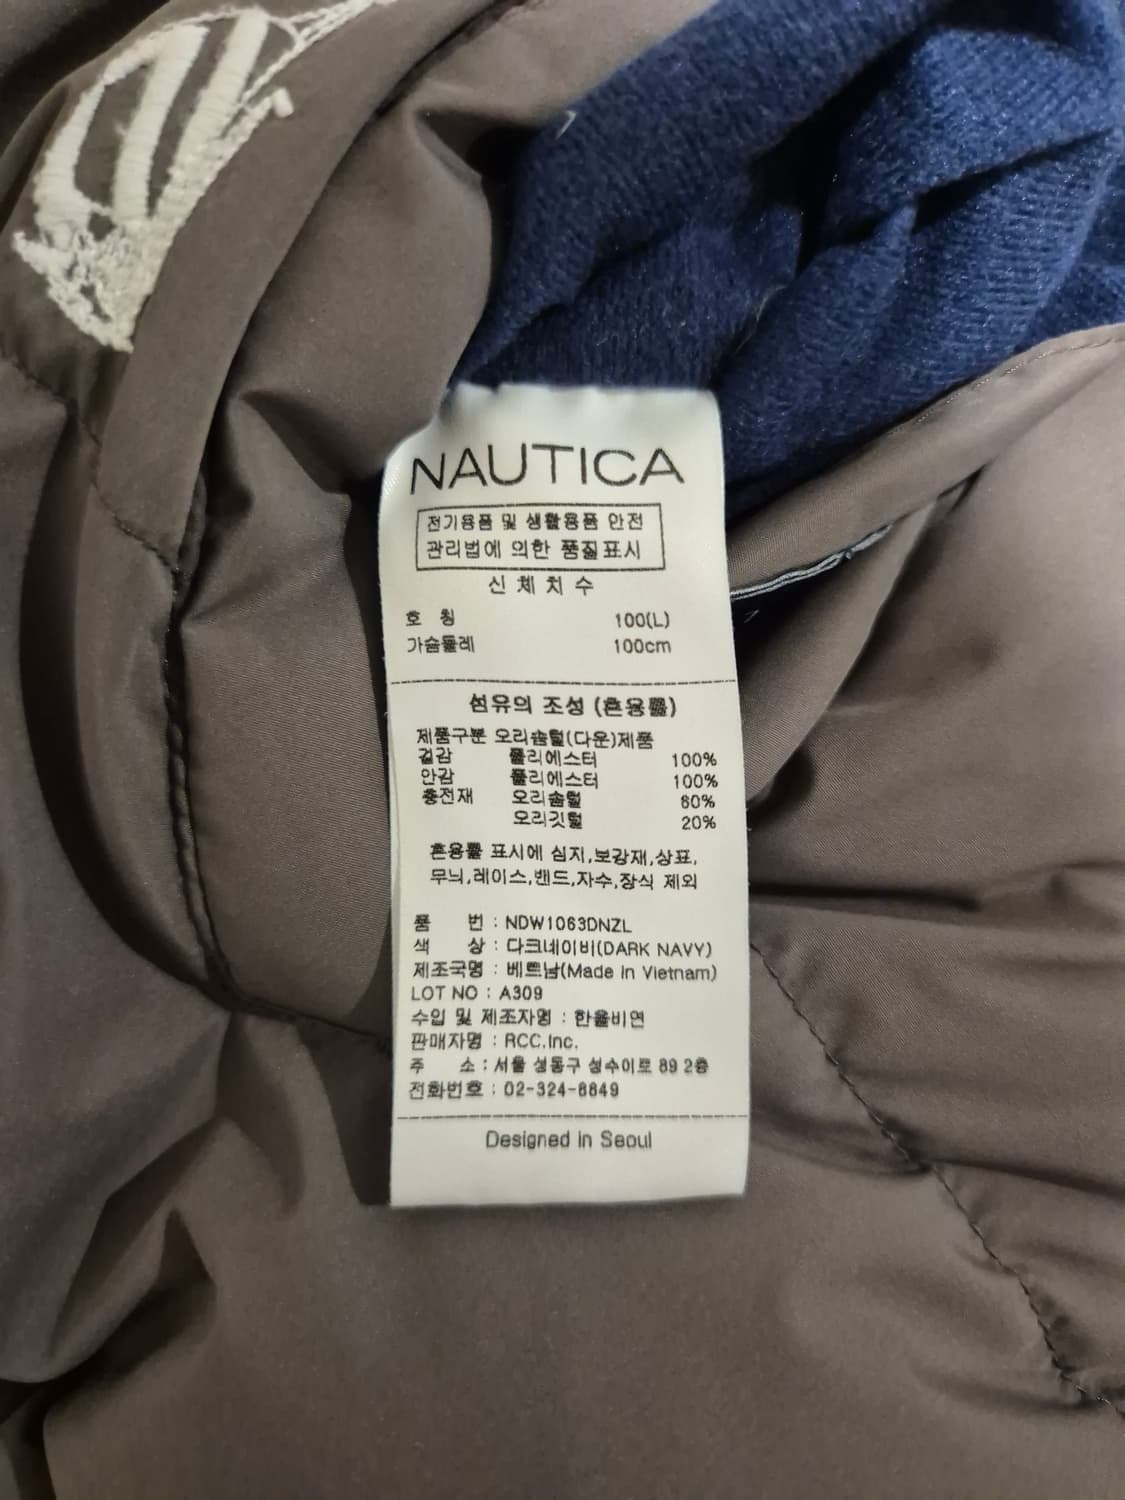 NAUTICA
전기용품 및 생활용품 안전
관리법에 의한 품질표시
신체치수
호 칭 100(L)
가슴둘레 100cm
섬유의 조성 (혼용률)
제품구분 오리솜털(다운)제품
겉감 폴리에스터 100%
안감 폴리에스터 100%
충전재 오리솜털 80%
오리깃털 20%
혼용률 표시에 심지,보강재,상표,
무늬,레이스,밴드,자수,장식 제외
품 번 : NDW1063DNZL
색 상 : 다크네이비(DARK NAVY)
제조국명 : 베트남(Made in Vietnam)
LOT NO : A309
수입 및 제조자명 : 한율비연
판매자명 : RCC.Inc.
주 소 : 서울 성동구 성수이로 89 2층
전화번호 : 02-324-8849
Designed in Seoul